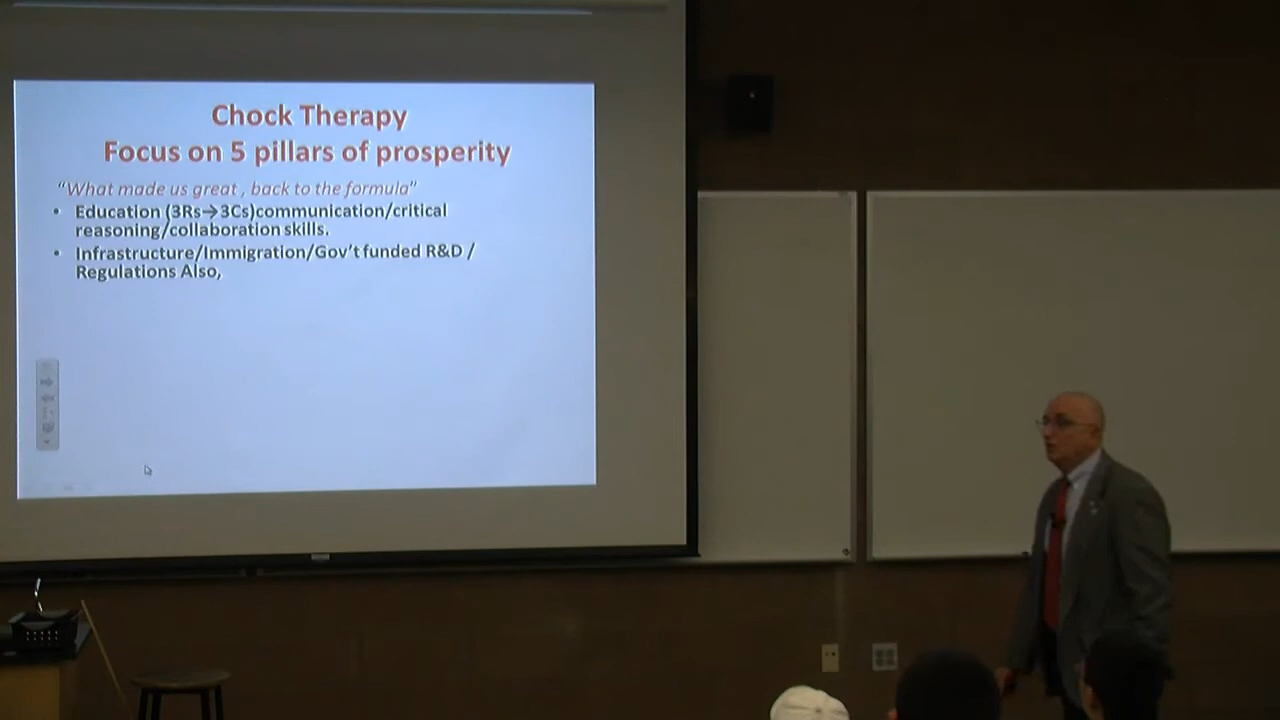 Chock Therapy
Focus on 5 pillars of prosperity
“What made us great , back to the formula”
• Education (3Rs→3Cs)communication/critical
reasoning/collaboration skills.
• Infrastructure/Immigration/Gov’t funded R&D /
Regulations Also,